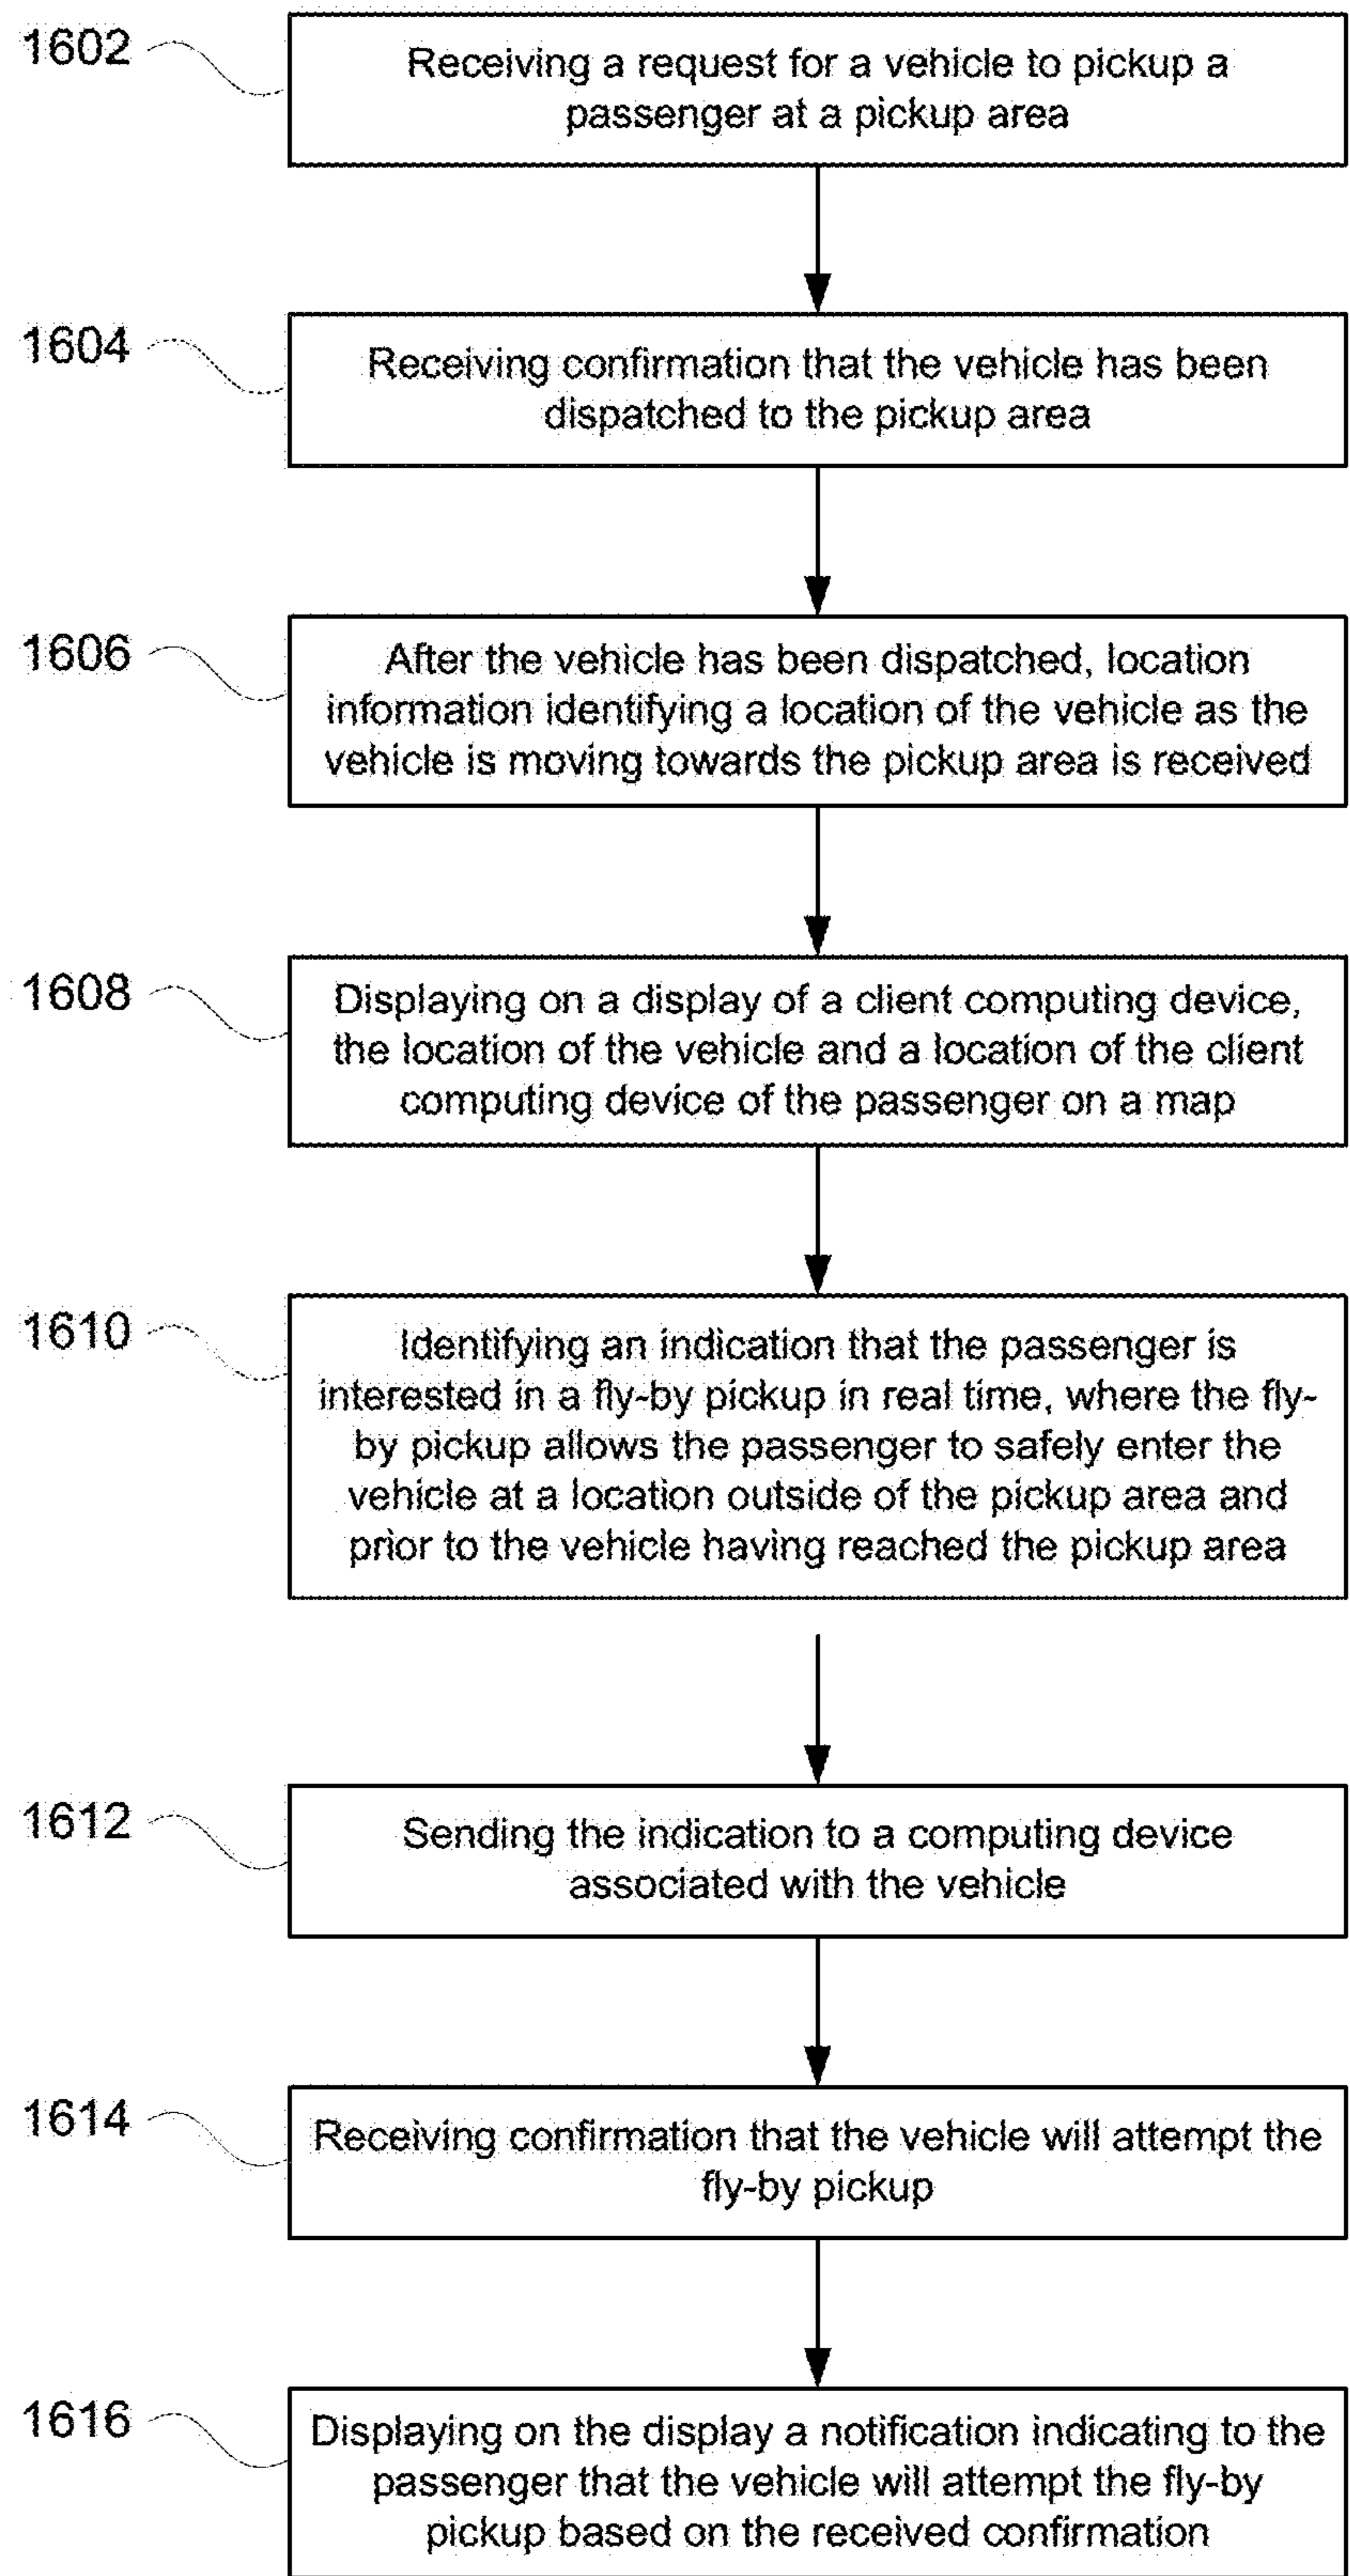 1602
Receiving a request for a vehicle to pickup a
passenger at a pickup area
1604
Receiving confirmation that the vehicle has been
dispatched to the pickup area
1606
After the vehicle has been dispatched, location
information identifying a location of the vehicle as the
vehicle is moving towards the pickup area is received
1608
Displaying on a display of a client computing device,
the location of the vehicle and a location of the client
computing device of the passenger on a map
1610
Identifying an indication that the passenger is
interested in a fly-by pickup in real time, where the fly-
by pickup allows the passenger to safely enter the
vehicle at a location outside of the pickup area and
prior to the vehicle having reached the pickup area
1612
Sending the indication to a computing device
associated with the vehicle
1614
Receiving confirmation that the vehicle will attempt the
fly-by pickup
1616
Displaying on the display a notification indicating to the
passenger that the vehicle will attempt the fly-by
pickup based on the received confirmation